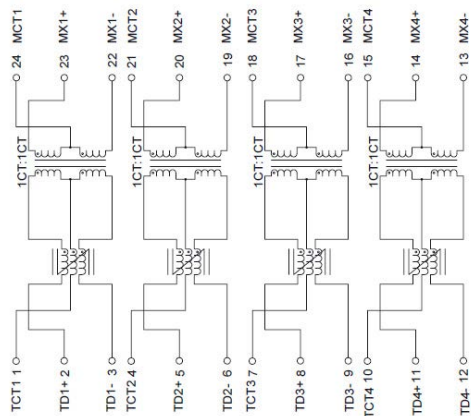 24 MCT1
23 MX1+
22 MX1-
21 MCT2
20 MX2+
19 MX2-
18 MCT3
17 MX3+
16 MX3-
15 MCT4
14 MX4+
13 MX4-
1CT:1CT
1CT:1CT
1CT:1CT
1CT:1CT
TCT1 1
TD1+ 2
TD1- 3
TCT2 4
TD2+ 5
TD2- 6
TCT3 7
TD3+ 8
TD3- 9
TCT4 10
TD4+ 11
TD4- 12